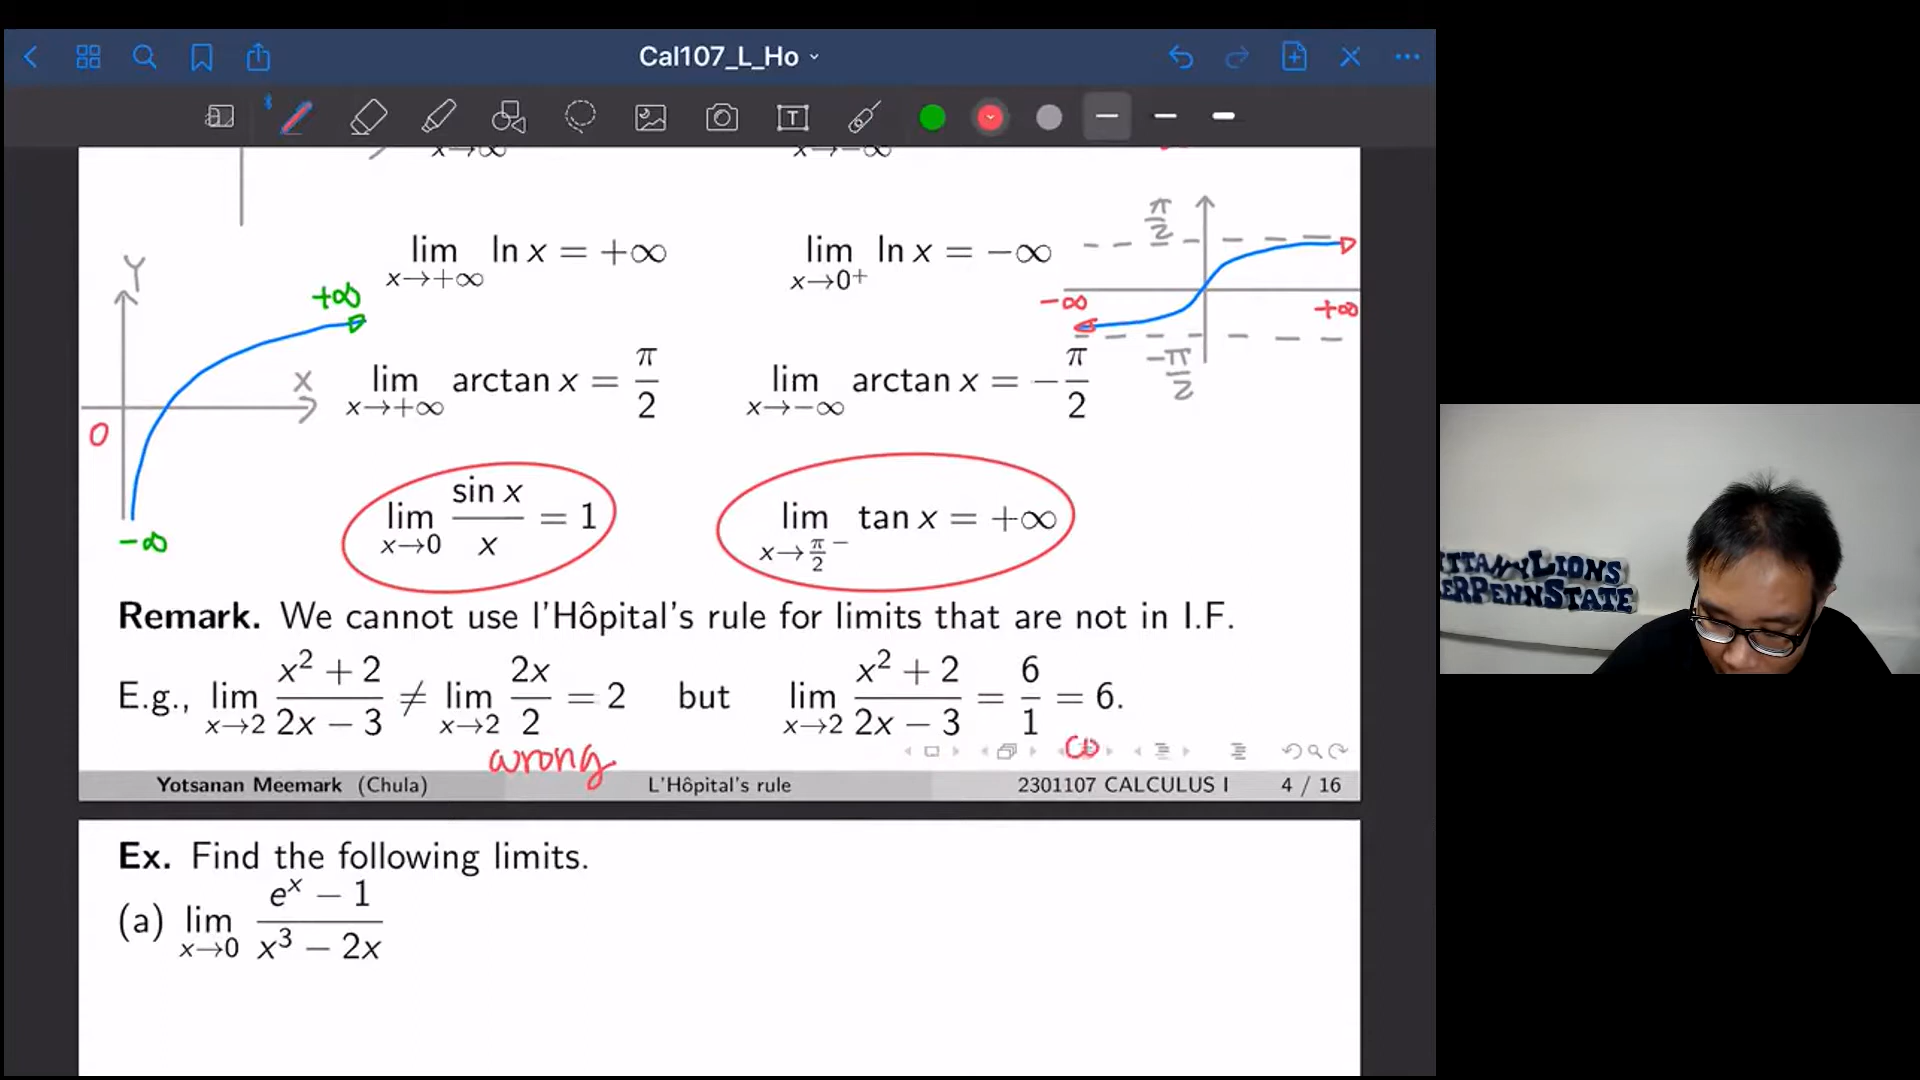 Cal107_L_Ho
T
x→∞ x→−∞
Y
π/2
lim x→+∞ ln x = +∞ lim x→0⁺ ln x = −∞
+∞
−∞
+∞
X
lim x→+∞ arctan x = π/2 lim x→−∞ arctan x = −π/2
−π/2
0
lim x→0 sin x / x = 1 lim x→π/2⁻ tan x = +∞
−∞
Remark. We cannot use l'Hôpital's rule for limits that are not in I.F.
E.g., lim x→2 (x² + 2)/(2x − 3) ≠ lim x→2 2x/2 = 2 but lim x→2 (x² + 2)/(2x − 3) = 6/1 = 6.
wrong co
Yotsanan Meemark (Chula) L'Hôpital's rule 2301107 CALCULUS I 4 / 16
Ex. Find the following limits.
(a) lim x→0 (eˣ − 1)/(x³ − 2x)
LIONS
PENNSTATE